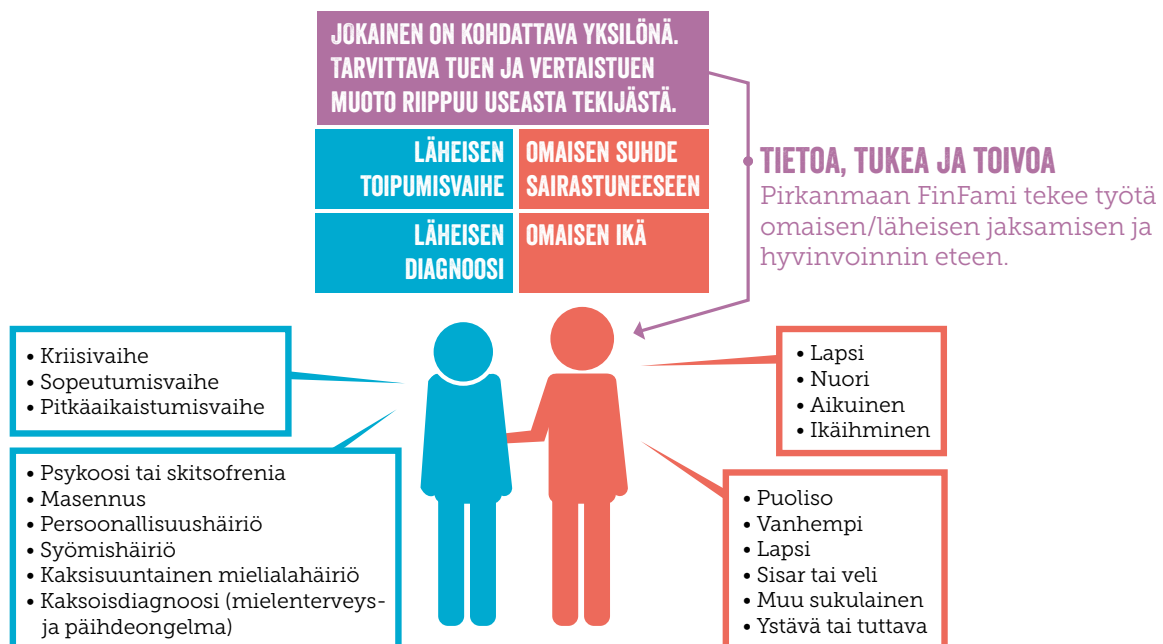 JOKAINEN ON KOHDATTAVA YKSILÖNÄ.
TARVITTAVA TUEN JA VERTAISTUEN
MUOTO RIIPPUU USEASTA TEKIJÄSTÄ.
LÄHEISEN
TOIPUMISVAIHE
OMAISEN SUHDE
SAIRASTUNEESEEN
LÄHEISEN
DIAGNOOSI
OMAISEN IKÄ
TIETOA, TUKEA JA TOIVOA
Pirkanmaan FinFami tekee työtä
omaisen/läheisen jaksamisen ja
hyvinvoinnin eteen.
• Kriisivaihe
• Sopeutumisvaihe
• Pitkäaikaistumisvaihe
• Psykoosi tai skitsofrenia
• Masennus
• Persoonallisuushäiriö
• Syömishäiriö
• Kaksisuuntainen mielialahäiriö
• Kaksoisdiagnoosi (mielenterveys-
ja päihdeongelma)
• Lapsi
• Nuori
• Aikuinen
• Ikäihminen
• Puoliso
• Vanhempi
• Lapsi
• Sisar tai veli
• Muu sukulainen
• Ystävä tai tuttava